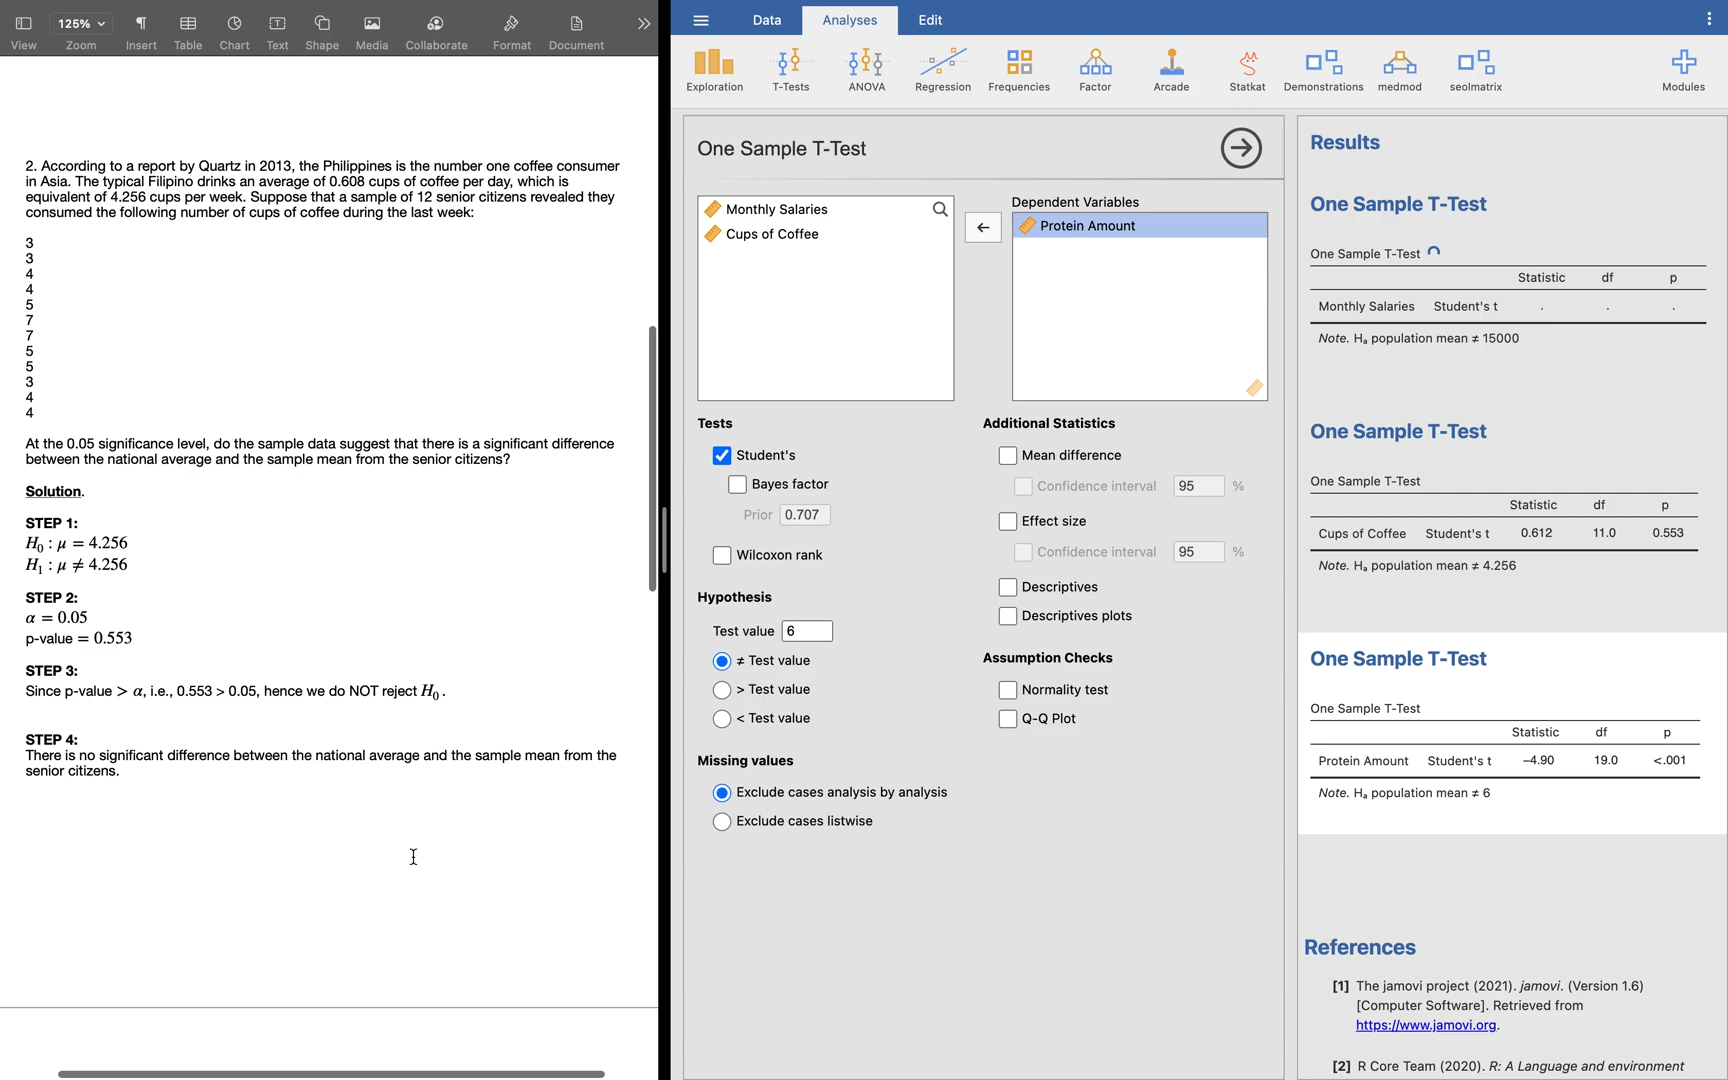 125%
View
Zoom
Insert
Table
Chart
Text
Shape
Media
Collaborate
Format
Document
2. According to a report by Quartz in 2013, the Philippines is the number one coffee consumer
in Asia. The typical Filipino drinks an average of 0.608 cups of coffee per day, which is
equivalent of 4.256 cups per week. Suppose that a sample of 12 senior citizens revealed they
consumed the following number of cups of coffee during the last week:
3
3
4
4
5
7
7
5
5
3
4
4
At the 0.05 significance level, do the sample data suggest that there is a significant difference
between the national average and the sample mean from the senior citizens?
Solution.
STEP 1:
H₀ : μ = 4.256
H₁ : μ ≠ 4.256
STEP 2:
α = 0.05
p-value = 0.553
STEP 3:
Since p-value > α, i.e., 0.553 > 0.05, hence we do NOT reject H₀ .
STEP 4:
There is no significant difference between the national average and the sample mean from the
senior citizens.
Data
Analyses
Edit
Exploration
T-Tests
ANOVA
Regression
Frequencies
Factor
Arcade
Statkat
Demonstrations
medmod
seolmatrix
Modules
One Sample T-Test
Monthly Salaries
Cups of Coffee
Dependent Variables
Protein Amount
Tests
Student's
Bayes factor
Prior 0.707
Wilcoxon rank
Hypothesis
Test value 6
≠ Test value
> Test value
< Test value
Missing values
Exclude cases analysis by analysis
Exclude cases listwise
Additional Statistics
Mean difference
Confidence interval 95 %
Effect size
Confidence interval 95 %
Descriptives
Descriptives plots
Assumption Checks
Normality test
Q-Q Plot
Results
One Sample T-Test
One Sample T-Test
Statistic df p
Monthly Salaries Student's t . . .
Note. Hₐ population mean ≠ 15000
One Sample T-Test
One Sample T-Test
Statistic df p
Cups of Coffee Student's t 0.612 11.0 0.553
Note. Hₐ population mean ≠ 4.256
One Sample T-Test
One Sample T-Test
Statistic df p
Protein Amount Student's t −4.90 19.0 <.001
Note. Hₐ population mean ≠ 6
References
[1] The jamovi project (2021). jamovi. (Version 1.6)
[Computer Software]. Retrieved from
https://www.jamovi.org.
[2] R Core Team (2020). R: A Language and environment